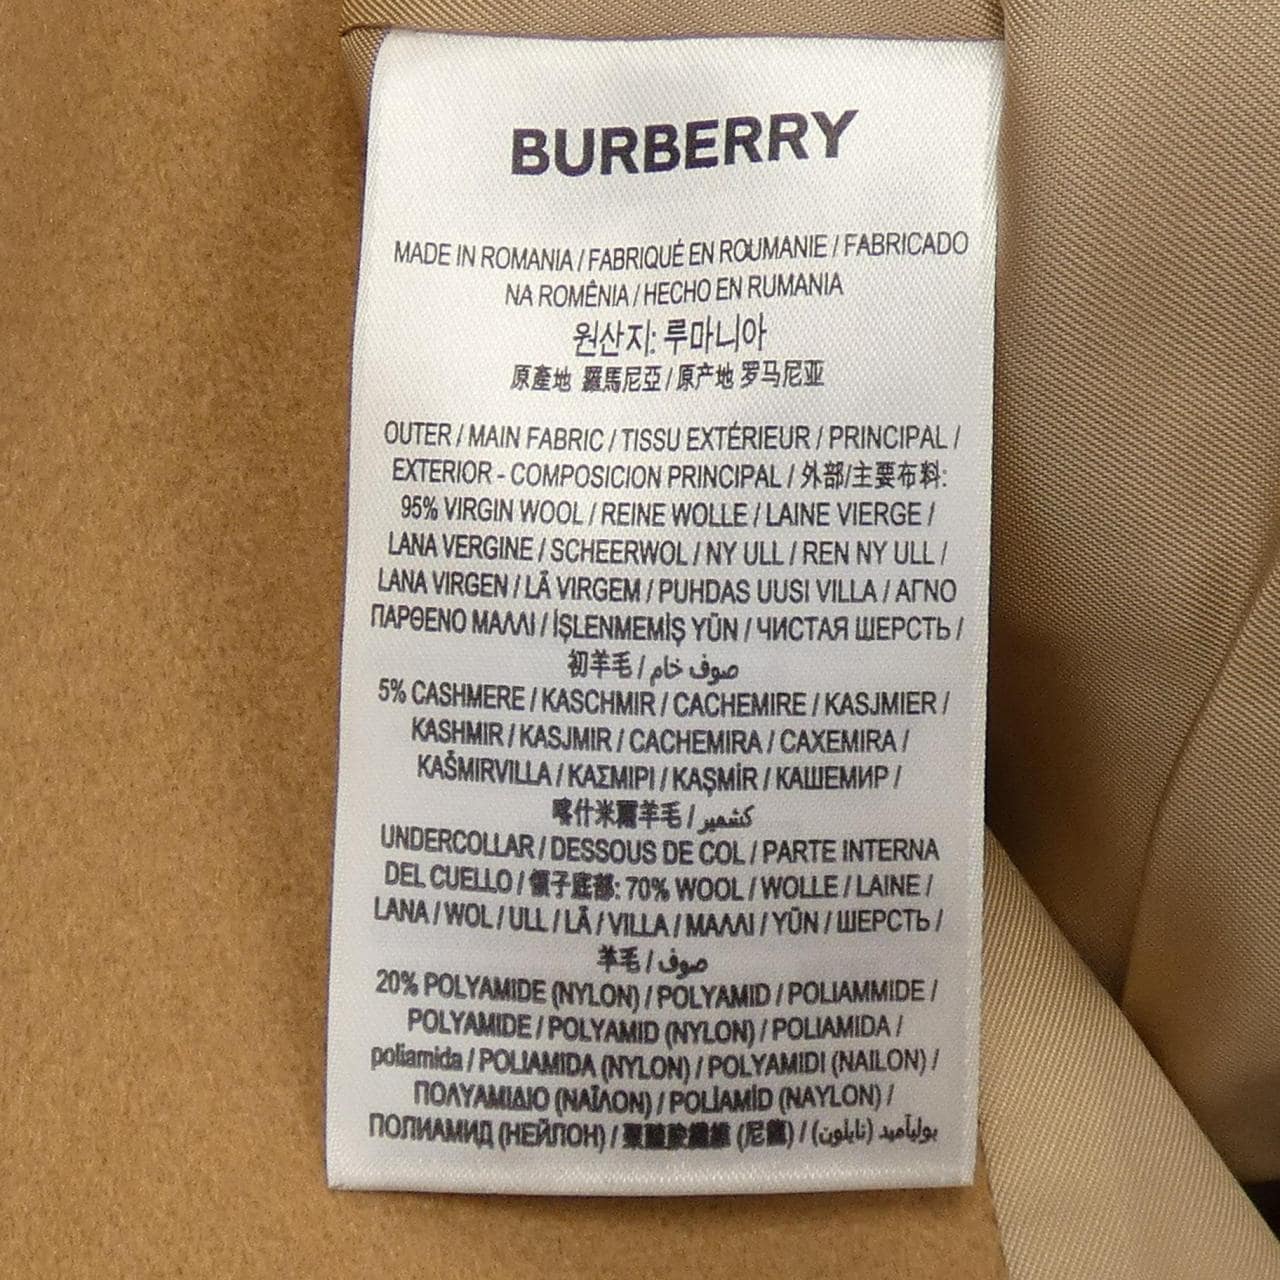 BURBERRY
MADE IN ROMANIA / FABRIQUÉ EN ROUMANIE / FABRICADO
NA ROMÊNIA / HECHO EN RUMANIA
원산지: 루마니아
原產地 羅馬尼亞 / 原产地 罗马尼亚
OUTER / MAIN FABRIC / TISSU EXTÉRIEUR / PRINCIPAL /
EXTERIOR - COMPOSICION PRINCIPAL / 外部/主要布料:
95% VIRGIN WOOL / REINE WOLLE / LAINE VIERGE /
LANA VERGINE / SCHEERWOL / NY ULL / REN NY ULL /
LANA VIRGEN / LÃ VIRGEM / PUHDAS UUSI VILLA / ΑΓΝΟ
ΠΑΡΘΕΝΟ ΜΑΛΛΙ / İŞLENMEMİŞ YÜN / ЧИСТАЯ ШЕРСТЬ /
初羊毛 / صوف خام
5% CASHMERE / KASCHMIR / CACHEMIRE / KASJMIER /
KASHMIR / KASJMIR / CACHEMIRA / CAXEMIRA /
KAŠMIRVILLA / ΚΑΣΜΙΡΙ / KAŞMİR / КАШЕМИР /
喀什米爾羊毛 / كشمير
UNDERCOLLAR / DESSOUS DE COL / PARTE INTERNA
DEL CUELLO / 領子底部: 70% WOOL / WOLLE / LAINE /
LANA / WOL / ULL / LÃ / VILLA / ΜΑΛΛΙ / YÜN / ШЕРСТЬ /
羊毛 / صوف
20% POLYAMIDE (NYLON) / POLYAMID / POLIAMMIDE /
POLYAMIDE / POLYAMID (NYLON) / POLIAMIDA /
poliamida / POLIAMIDA (NYLON) / POLYAMIDI (NAILON) /
ΠΟΛΥΑΜΙΔΙΟ (ΝΑΪΛΟΝ) / POLİAMİD (NAYLON) /
ПОЛИАМИД (НЕЙЛОН) / (尼龍) / بوليآميد (نايلون)